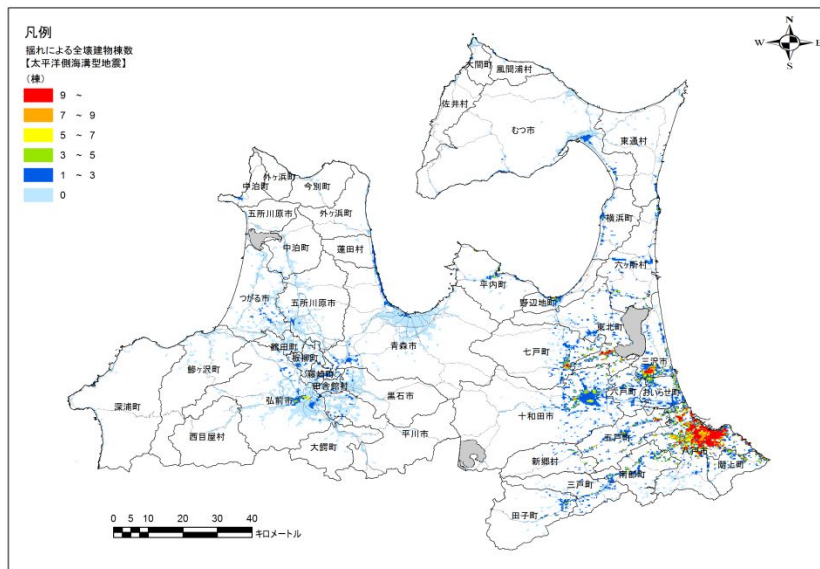 凡例
揺れによる全壊建物棟数
【太平洋側海溝型地震】
（棟）
9 ～
7 ～ 9
5 ～ 7
3 ～ 5
1 ～ 3
0
N
W
E
S
大間町
風間浦村
佐井村
むつ市
東通村
外ヶ浜町
中泊町
今別町
五所川原市
外ヶ浜町
横浜町
中泊町
蓬田村
六ヶ所村
平内町
つがる市
野辺地町
五所川原市
東北町
青森市
鶴田町
七戸町
板柳町
三沢市
鰺ヶ沢町
藤崎町
田舎館村
六戸町
おいらせ町
黒石市
弘前市
深浦町
十和田市
平川市
五戸町
西目屋村
八戸市
大鰐町
新郷村
階上町
南部町
三戸町
田子町
0 5 10 20 30 40
キロメートル